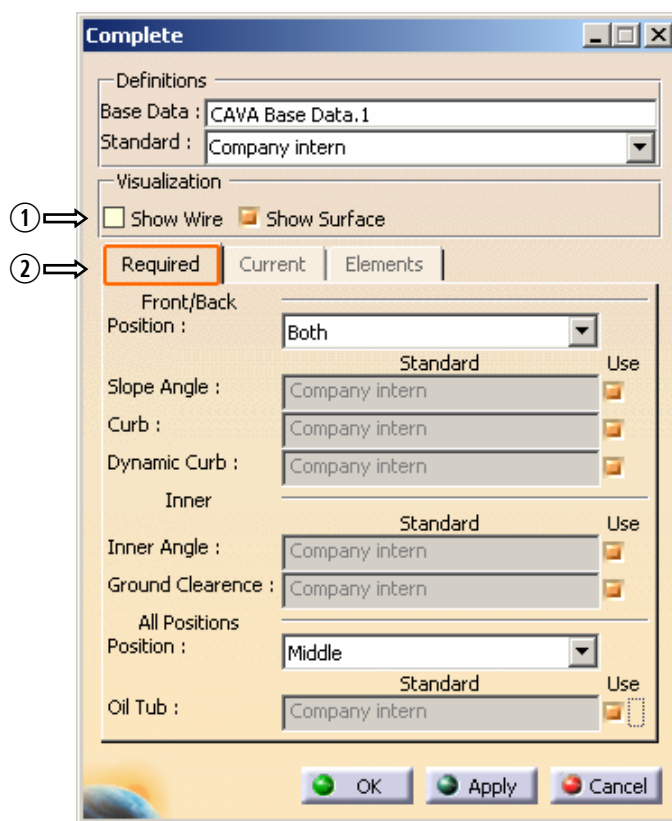 Complete
Definitions
Base Data : CAVA Base Data.1
Standard : Company intern
Visualization
① Show Wire Show Surface
② Required Current Elements
Front/Back
Position : Both
Standard Use
Slope Angle : Company intern
Curb : Company intern
Dynamic Curb : Company intern
Inner
Standard Use
Inner Angle : Company intern
Ground Clearence : Company intern
All Positions
Position : Middle
Standard Use
Oil Tub : Company intern
OK Apply Cancel